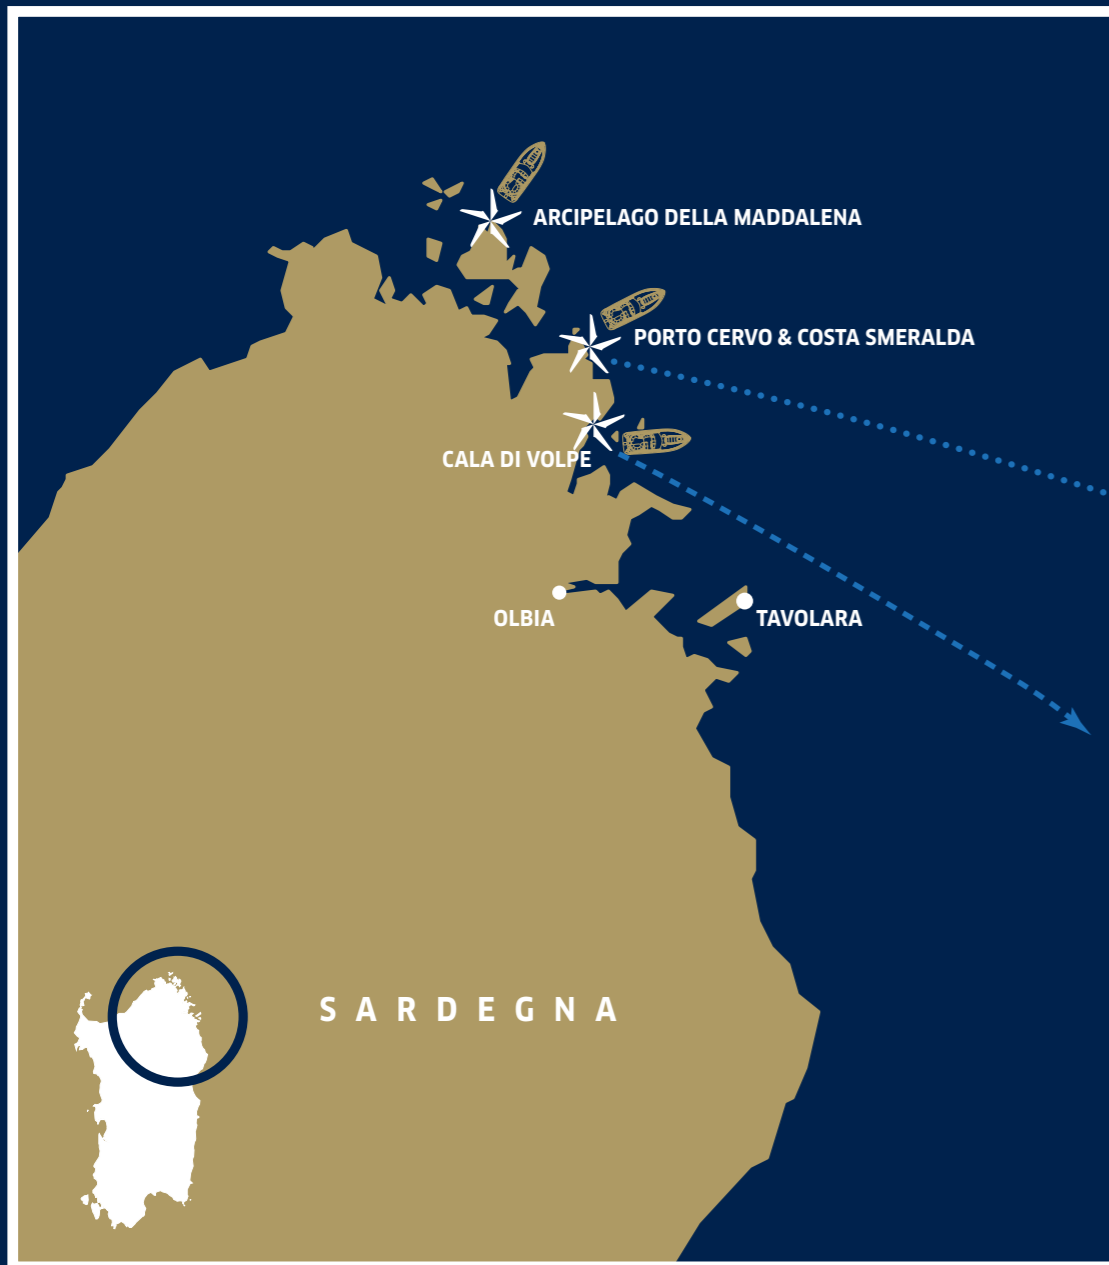 ARCIPELAGO DELLA MADDALENA
PORTO CERVO & COSTA SMERALDA
CALA DI VOLPE
OLBIA
TAVOLARA
SARDEGNA